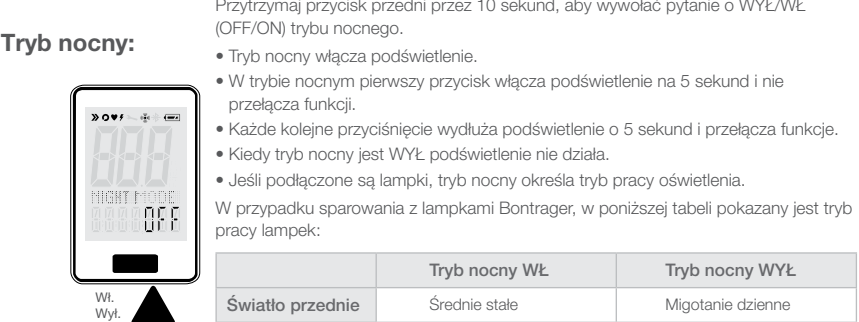 Przytrzymaj przycisk przedni przez 10 sekund, aby wywołać pytanie o WYŁ/WŁ
(OFF/ON) trybu nocnego.
Tryb nocny:
• Tryb nocny włącza podświetlenie.
• W trybie nocnym pierwszy przycisk włącza podświetlenie na 5 sekund i nie
przełącza funkcji.
• Każde kolejne przyciśnięcie wydłuża podświetlenie o 5 sekund i przełącza funkcje.
• Kiedy tryb nocny jest WYŁ podświetlenie nie działa.
• Jeśli podłączone są lampki, tryb nocny określa tryb pracy oświetlenia.
W przypadku sparowania z lampkami Bontrager, w poniższej tabeli pokazany jest tryb
pracy lampek:
NIGHT MODE
OFF
Wł.
Wył.
Tryb nocny WŁ Tryb nocny WYŁ
Światło przednie Średnie stałe Migotanie dzienne